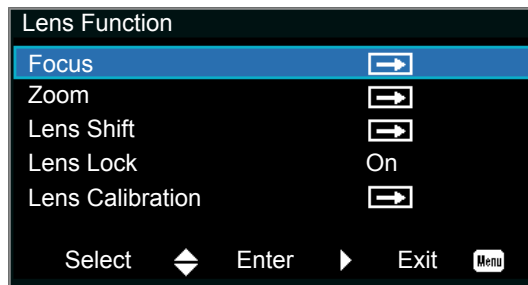 Lens Function
Focus
Zoom
Lens Shift
Lens Lock On
Lens Calibration
Select Enter Exit Menu